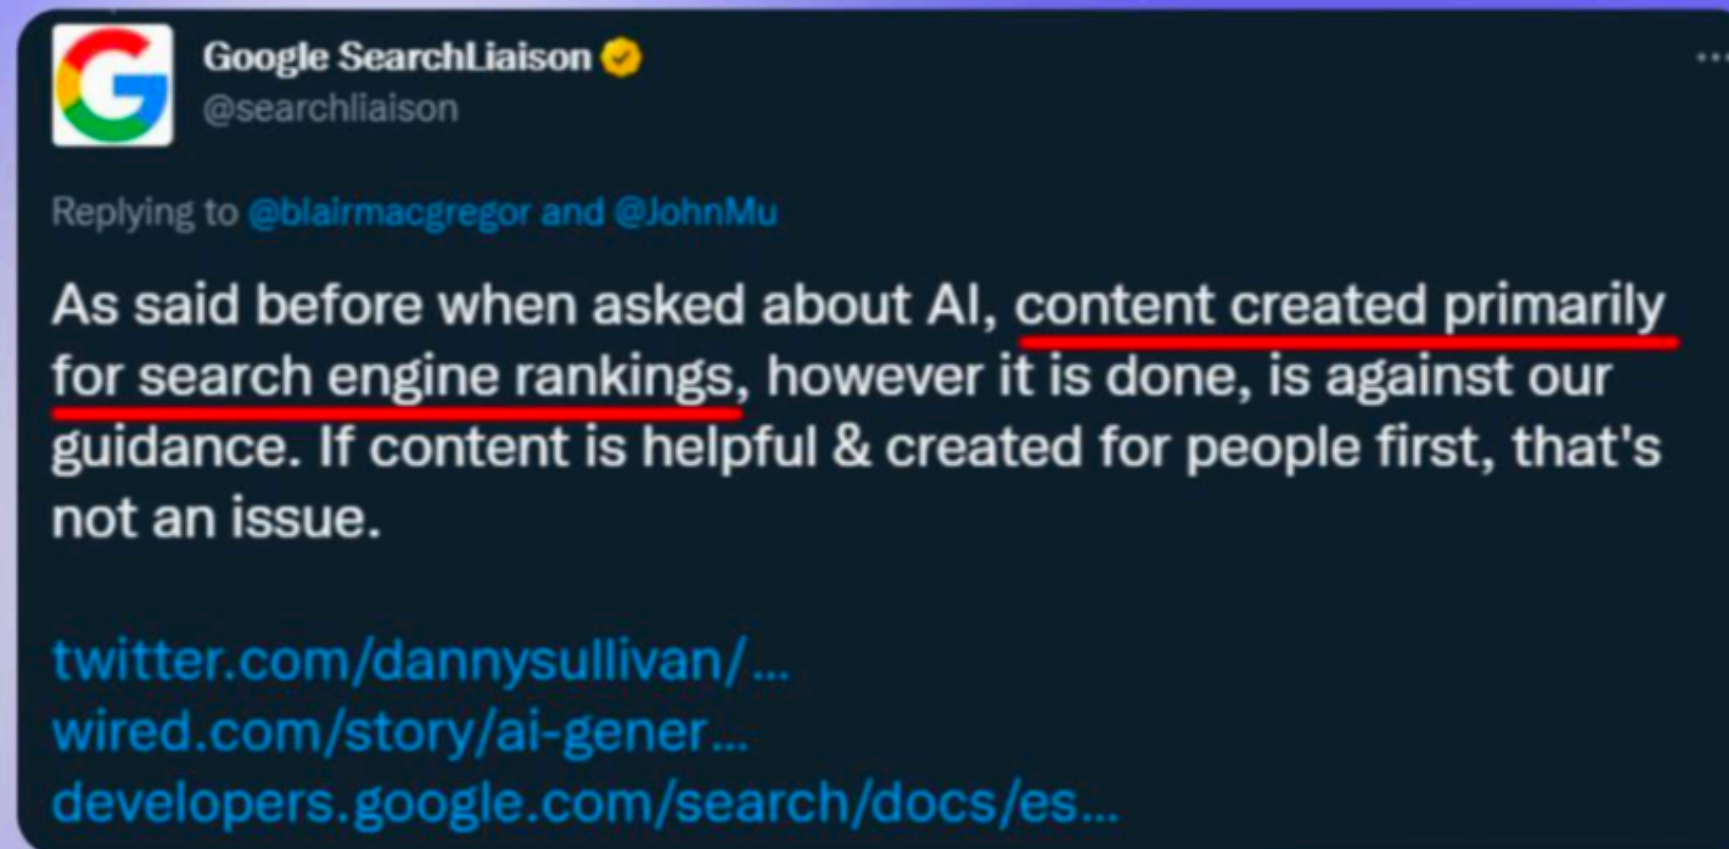 Google SearchLiaison
@searchliaison
...
Replying to @blairmacgregor and @JohnMu
As said before when asked about AI, content created primarily
for search engine rankings, however it is done, is against our
guidance. If content is helpful & created for people first, that's
not an issue.
twitter.com/dannysullivan/...
wired.com/story/ai-gener...
developers.google.com/search/docs/es...